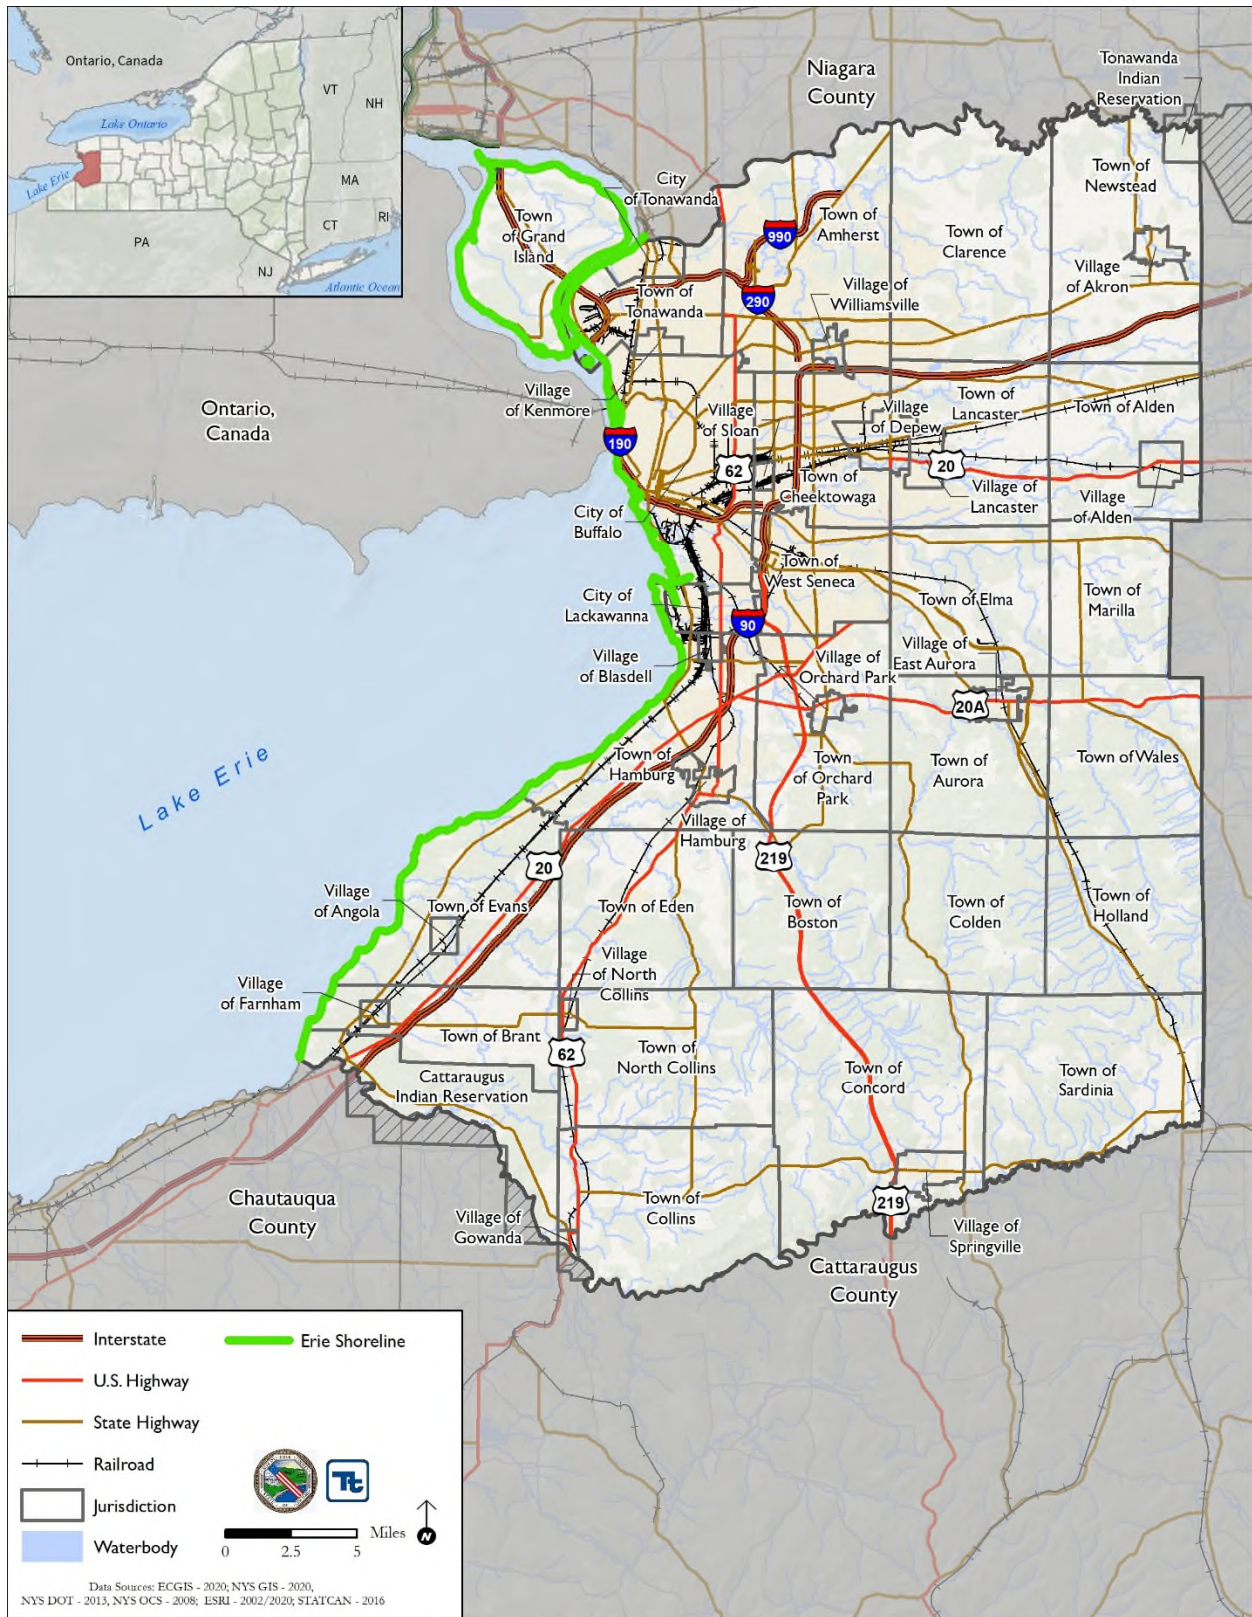 Ontario, Canada
VT
NH
Lake Ontario
MA
Lake Erie
CT
RI
PA
NJ
Atlantic Ocean
Niagara
County
Tonawanda
Indian
Reservation
City
of Tonawanda
Town of
Newstead
Town
of Grand
Island
Town of
Amherst
990
Town of
Clarence
Village
of Akron
Town of
Tonawanda
290
Village of
Williamsville
Village
of Kenmore
Ontario,
Canada
Village
of Sloan
Village
of Depew
Town of
Lancaster
Town of Alden
190
62
20
Town of
Cheektowaga
Village of
Lancaster
Village
of Alden
City of
Buffalo
Town of
West Seneca
City of
Lackawanna
90
Town of Elma
Town of
Marilla
Village
of Blasdell
Village of
Orchard Park
Village of
East Aurora
20A
Lake Erie
Town of
Hamburg
Town
of Orchard
Park
Town of
Aurora
Town of Wales
Village of
Hamburg
20
219
Village
of Angola
Town of Evans
Town of Eden
Town of
Boston
Town of
Colden
Town of
Holland
Village
of Farnham
Village
of North
Collins
Town of Brant
62
Town of
North Collins
Town of
Concord
Town of
Sardinia
Cattaraugus
Indian Reservation
Chautauqua
County
Village of
Gowanda
Town of
Collins
219
Village of
Springville
Cattaraugus
County
Interstate
Erie Shoreline
U.S. Highway
State Highway
Railroad
Jurisdiction
Waterbody
Tt
Miles
0 2.5 5
N
Data Sources: ECGIS - 2020; NYS GIS - 2020,
NYS DOT - 2013, NYS OCS - 2008; ESRI - 2002/2020; STATCAN - 2016